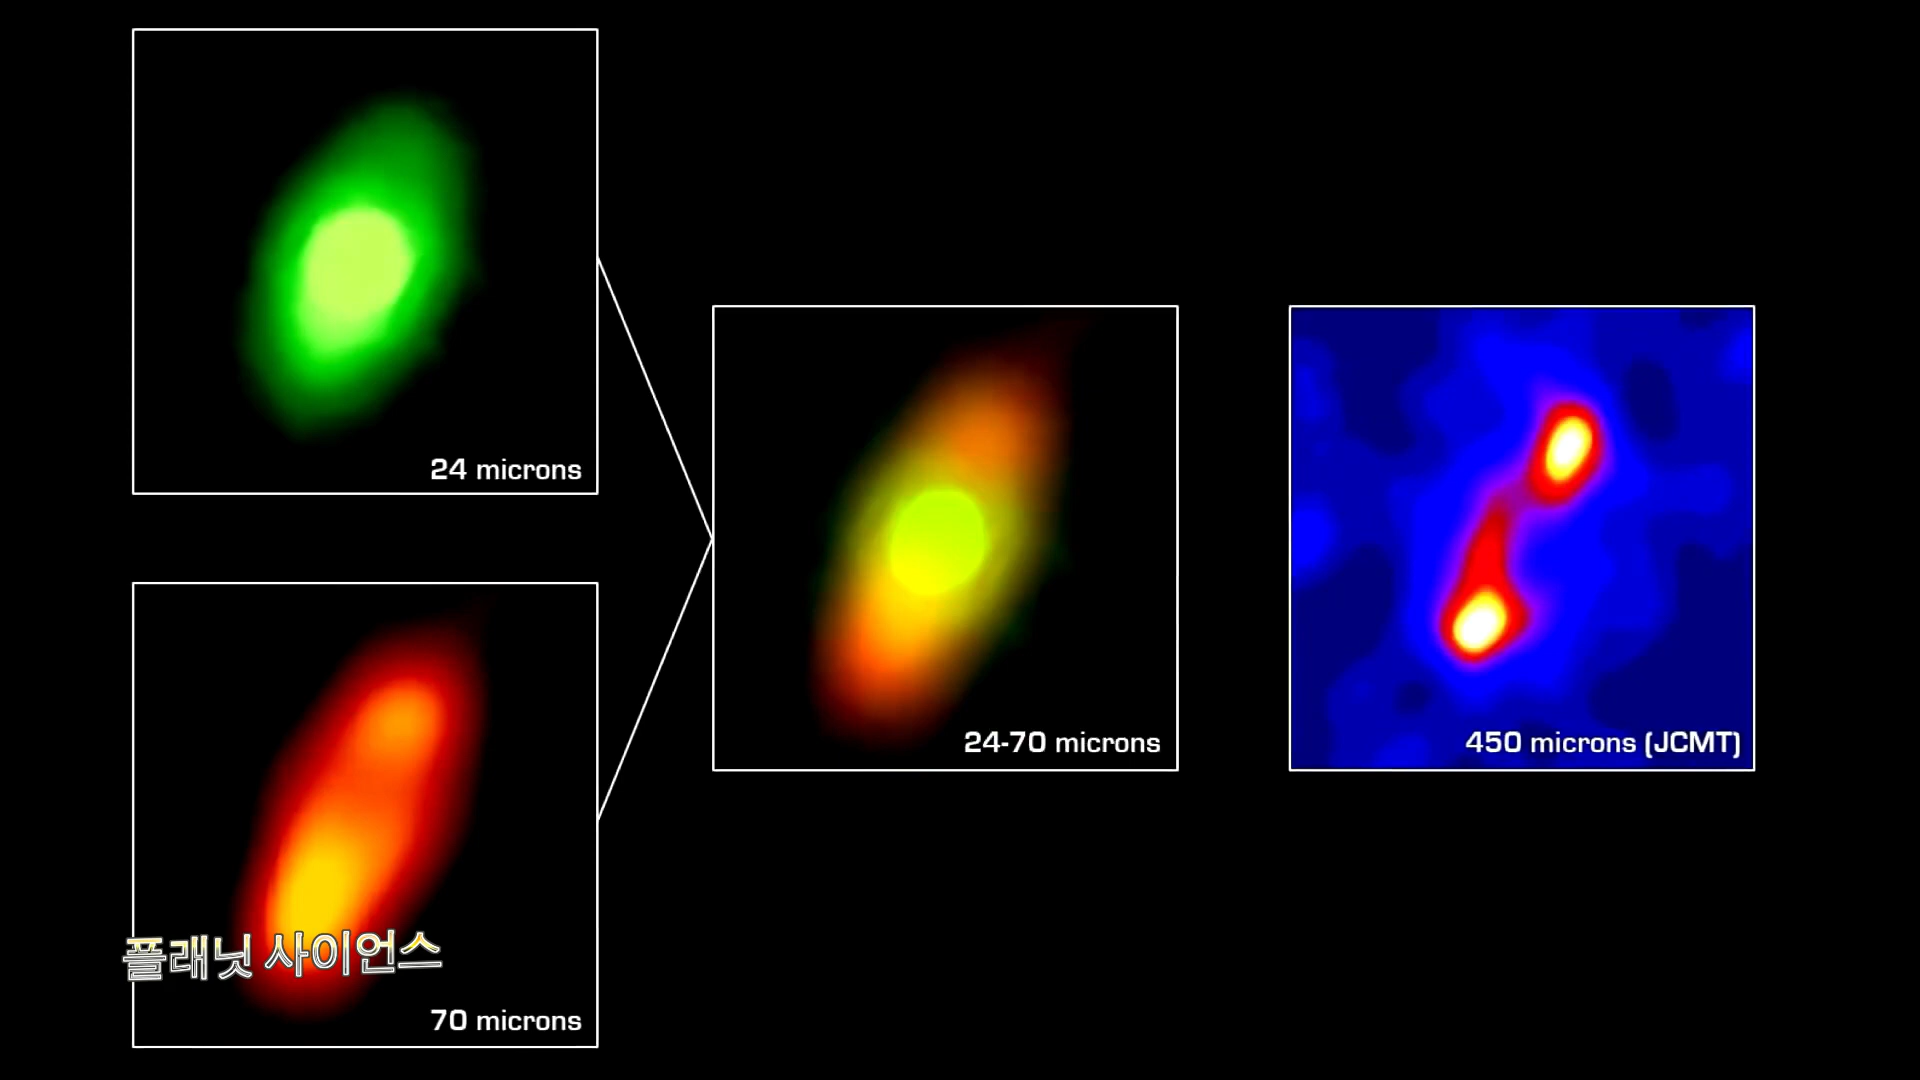 24 microns
24-70 microns
450 microns (JCMT)
플래닛 사이언스
70 microns